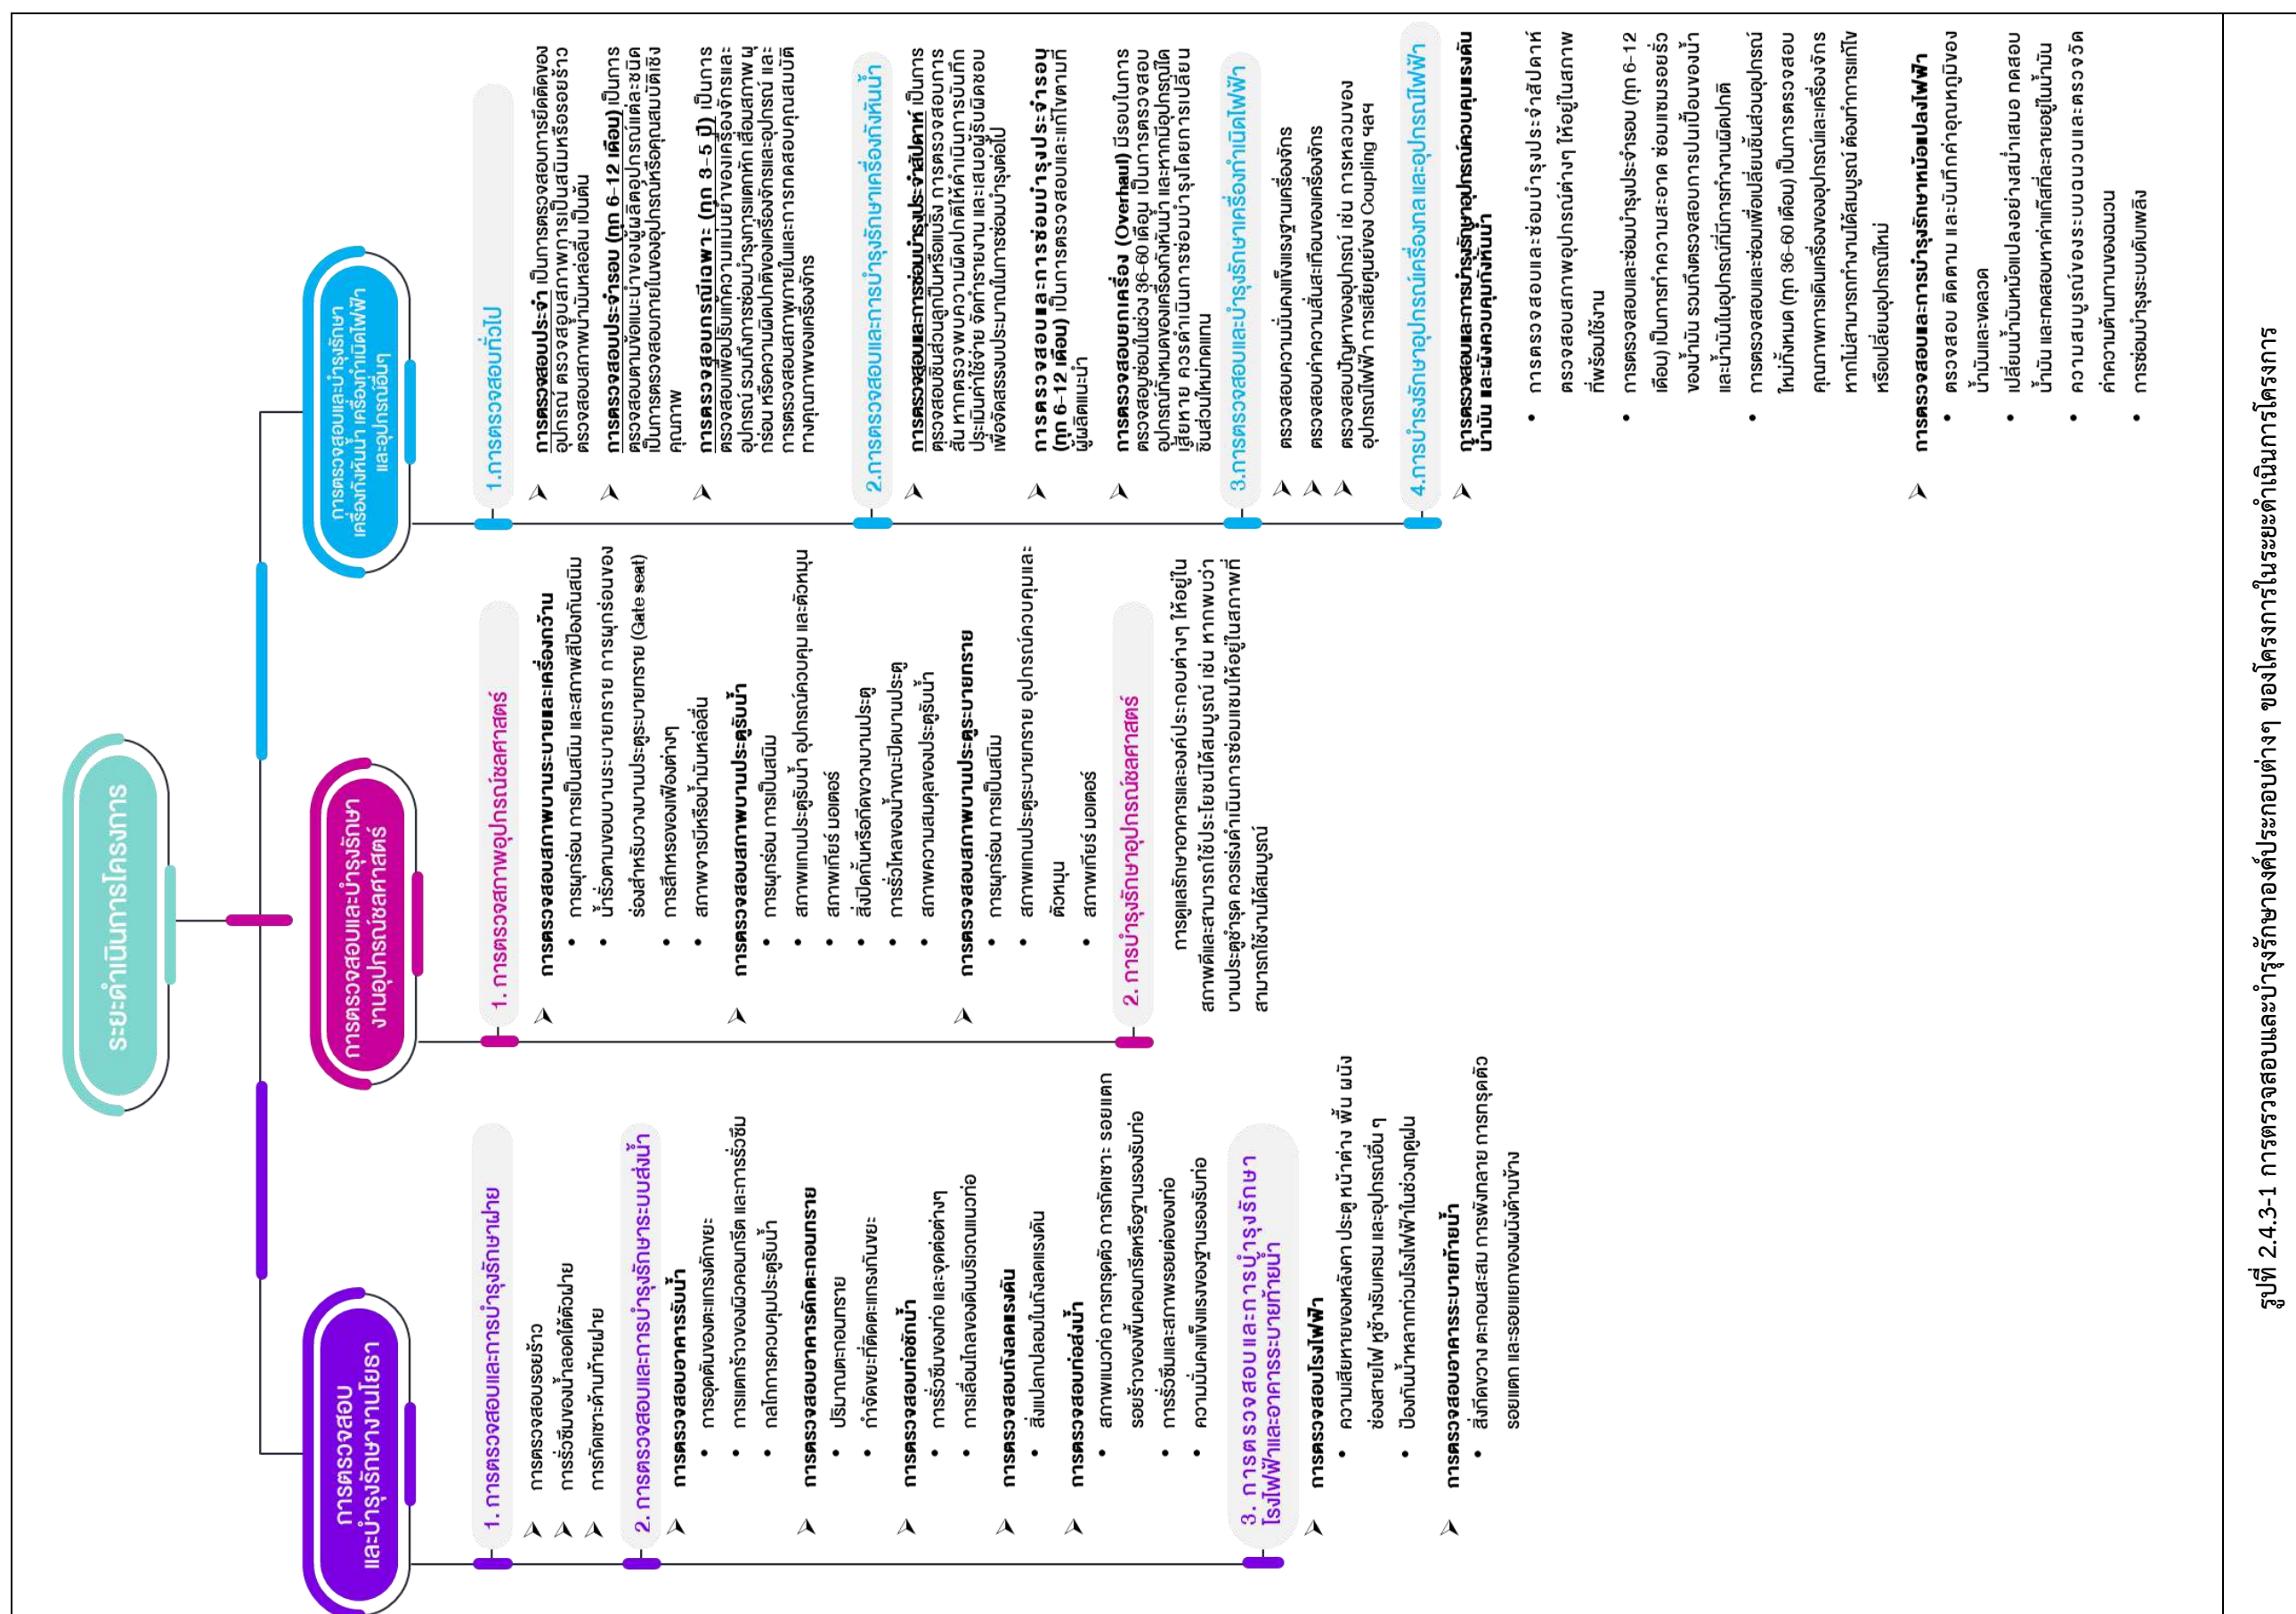 ระยะดำเนินการโครงการ
การตรวจสอบ
และบำรุงรักษางานโยธา
1. การตรวจสอบและการบำรุงรักษาฝาย
การตรวจสอบรอยร้าว
การรั่วซึมของน้ำลอดใต้ตัวฝาย
การกัดเซาะด้านท้ายฝาย
2. การตรวจสอบและการบำรุงรักษาระบบส่งน้ำ
การตรวจสอบอาคารรับน้ำ
• การอุดตันของตะแกรงดักขยะ
• การแตกร้าวของผิวคอนกรีต และการรั่วซึม
• กลไกการควบคุมประตูรับน้ำ
การตรวจสอบอาคารดักตะกอนทราย
• ปริมาณตะกอนทราย
• กำจัดขยะที่ติดตะแกรงกันขยะ
การตรวจสอบท่อชักน้ำ
• การรั่วซึมของท่อ และจุดต่อต่างๆ
• การเลื่อนไถลของดินบริเวณแนวท่อ
การตรวจสอบถังลดแรงดัน
• สิ่งแปลกปลอมในถังลดแรงดัน
การตรวจสอบท่อส่งน้ำ
• สภาพแนวท่อ การทรุดตัว การกัดเซาะ รอยแตก
รอยร้าวของพื้นคอนกรีตหรือฐานรองรับท่อ
• การรั่วซึมและสภาพรอยต่อของท่อ
• ความมั่นคงแข็งแรงของฐานรองรับท่อ
3. การตรวจสอบและการบำรุงรักษา
โรงไฟฟ้าและอาคารระบายท้ายน้ำ
การตรวจสอบโรงไฟฟ้า
• ความเสียหายของหลังคา ประตู หน้าต่าง พื้น ผนัง
ช่องสายไฟ หูช้างรับเครน และอุปกรณ์อื่น ๆ
• ป้องกันน้ำหลากท่วมโรงไฟฟ้าในช่วงฤดูฝน
การตรวจสอบอาคารระบายท้ายน้ำ
• สิ่งกีดขวาง ตะกอนสะสม การพังทลาย การทรุดตัว
รอยแตก และรอยแยกของผนังด้านข้าง
การตรวจสอบและบำรุงรักษา
งานอุปกรณ์ชลศาสตร์
1. การตรวจสภาพอุปกรณ์ชลศาสตร์
การตรวจสอบสภาพบานระบายและเครื่องกว้าน
• การผุกร่อน การเป็นสนิม และสภาพสีป้องกันสนิม
• น้ำรั่วตามขอบบานระบายทราย การผุกร่อนของ
ร่องสำหรับวางบานประตูระบายทราย (Gate seat)
• การสึกหรอของเฟืองต่างๆ
• สภาพจารบีหรือน้ำมันหล่อลื่น
การตรวจสอบสภาพบานประตูรับน้ำ
• การผุกร่อน การเป็นสนิม
• สภาพแกนประตูรับน้ำ อุปกรณ์ควบคุม และตัวหมุน
• สภาพเกียร์ มอเตอร์
• สิ่งปิดกั้นหรือกีดขวางบานประตู
• การรั่วไหลของน้ำขณะปิดบานประตู
• สภาพความสมดุลของประตูรับน้ำ
การตรวจสอบสภาพบานประตูระบายทราย
• การผุกร่อน การเป็นสนิม
• สภาพแกนประตูระบายทราย อุปกรณ์ควบคุมและ
ตัวหมุน
• สภาพเกียร์ มอเตอร์
2. การบำรุงรักษาอุปกรณ์ชลศาสตร์
การดูแลรักษาอาคารและองค์ประกอบต่างๆ ให้อยู่ใน
สภาพดีและสามารถใช้ประโยชน์ได้สมบูรณ์ เช่น หากพบว่า
บานประตูชำรุด ควรเร่งดำเนินการซ่อมแซมให้อยู่ในสภาพที่
สามารถใช้งานได้สมบูรณ์
การตรวจสอบและบำรุงรักษา
เครื่องกังหันน้ำ เครื่องกำเนิดไฟฟ้า
และอุปกรณ์อื่นๆ
1.การตรวจสอบทั่วไป
การตรวจสอบประจำ เป็นการตรวจสอบการยึดติดของ
อุปกรณ์ ตรวจสอบสภาพการเป็นสนิมหรือรอยร้าว
ตรวจสอบสภาพน้ำมันหล่อลื่น เป็นต้น
การตรวจสอบประจำรอบ (ทุก 6-12 เดือน) เป็นการ
ตรวจสอบตามข้อแนะนำของผู้ผลิตอุปกรณ์แต่ละชนิด
เป็นการตรวจสอบภายในของอุปกรณ์หรือคุณสมบัติเชิง
คุณภาพ
การตรวจสอบกรณีเฉพาะ (ทุก 3-5 ปี) เป็นการ
ตรวจสอบเพื่อปรับแก้ความแม่นยำของเครื่องจักรและ
อุปกรณ์ รวมถึงการซ่อมบำรุงการแตกหัก เสื่อมสภาพ ผุ
กร่อน หรือความผิดปกติของเครื่องจักรและอุปกรณ์ และ
การตรวจสอบสภาพภายในและการทดสอบคุณสมบัติ
ทางคุณภาพของเครื่องจักร
2.การตรวจสอบและการบำรุงรักษาเครื่องกังหันน้ำ
การตรวจสอบและการซ่อมบำรุงประจำสัปดาห์ เป็นการ
ตรวจสอบชิ้นส่วนลูกปืนหรือแบริ่ง การตรวจสอบการ
สั่น หากตรวจพบความผิดปกติให้ดำเนินการบันทึก
ประเมินค่าใช้จ่าย จัดทำรายงาน และเสนอผู้รับผิดชอบ
เพื่อจัดสรรงบประมาณในการซ่อมบำรุงต่อไป
การตรวจสอบและการซ่อมบำรุงประจำรอบ
(ทุก 6-12 เดือน) เป็นการตรวจสอบและแก้ไขตามที่
ผู้ผลิตแนะนำ
การตรวจสอบยกเครื่อง (Overhaul) มีรอบในการ
ตรวจสอบอยู่ช่วง 36-60 เดือน เป็นการตรวจสอบ
อุปกรณ์ทั้งหมดของเครื่องกังหันน้ำ และหากมีอุปกรณ์ใด
เสียหาย ควรดำเนินการซ่อมบำรุงโดยการเปลี่ยน
ชิ้นส่วนใหม่ทดแทน
3.การตรวจสอบและบำรุงรักษาเครื่องกำเนิดไฟฟ้า
ตรวจสอบความมั่นคงแข็งแรงฐานเครื่องจักร
ตรวจสอบค่าความสั่นสะเทือนของเครื่องจักร
ตรวจสอบปัญหาของอุปกรณ์ เช่น การหลวมของ
อุปกรณ์ไฟฟ้า การเสียศูนย์ของ Coupling ฯลฯ
4.การบำรุงรักษาอุปกรณ์เครื่องกลและอุปกรณ์ไฟฟ้า
การตรวจสอบและการบำรุงรักษาอุปกรณ์ควบคุมแรงดัน
น้ำมัน และผังควบคุมกังหันน้ำ
• การตรวจสอบและซ่อมบำรุงประจำสัปดาห์
ตรวจสอบสภาพอุปกรณ์ต่างๆ ให้อยู่ในสภาพ
ที่พร้อมใช้งาน
• การตรวจสอบและซ่อมบำรุงประจำรอบ (ทุก 6-12
เดือน) เป็นการทำความสะอาด ซ่อมแซมรอยรั่ว
ของน้ำมัน รวมถึงตรวจสอบการปนเปื้อนของน้ำ
และน้ำมันในอุปกรณ์ที่มีการทำงานผิดปกติ
• การตรวจสอบและซ่อมเพื่อเปลี่ยนชิ้นส่วนอุปกรณ์
ใหม่ทั้งหมด (ทุก 36-60 เดือน) เป็นการตรวจสอบ
คุณภาพการเดินเครื่องของอุปกรณ์และเครื่องจักร
หากไม่สามารถทำงานได้สมบูรณ์ ต้องทำการแก้ไข
หรือเปลี่ยนอุปกรณ์ใหม่
การตรวจสอบและการบำรุงรักษาหม้อแปลงไฟฟ้า
• ตรวจสอบ ติดตาม และบันทึกค่าอุณหภูมิของ
น้ำมันและขดลวด
• เปลี่ยนน้ำมันหม้อแปลงอย่างสม่ำเสมอ ทดสอบ
น้ำมัน และทดสอบหาค่าแก๊สที่ละลายอยู่ในน้ำมัน
• ความสมบูรณ์ของระบบฉนวนและตรวจวัด
ค่าความต้านทานของฉนวน
• การซ่อมบำรุงระบบดับเพลิง
รูปที่ 2.4.3-1 การตรวจสอบและบำรุงรักษาองค์ประกอบต่างๆ ของโครงการในระยะดำเนินการโครงการ